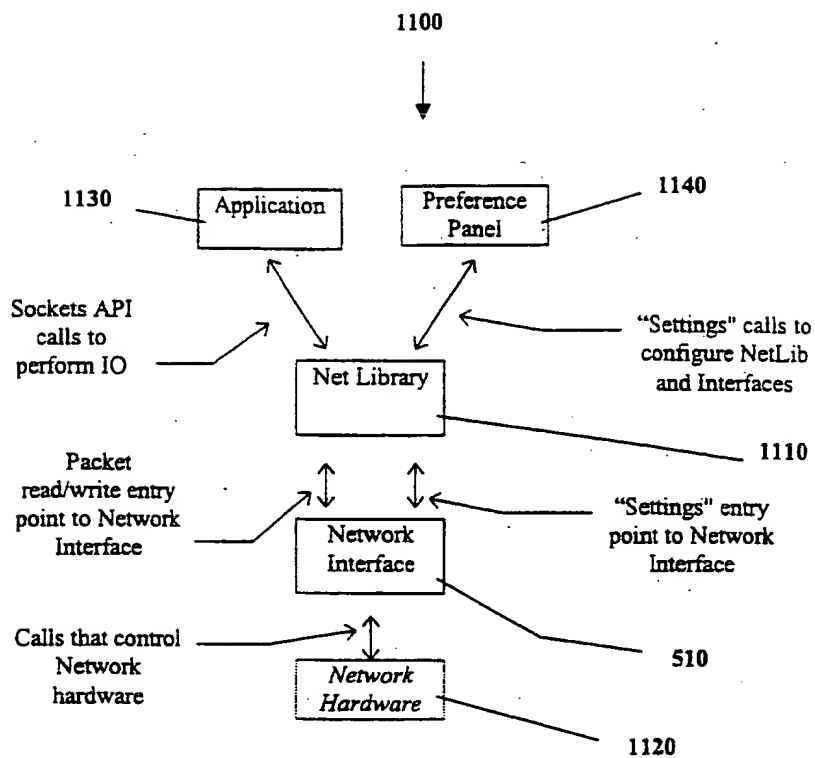 1100
1130
Application
Preference
Panel
1140
Sockets API
calls to
perform IO
"Settings" calls to
configure NetLib
and Interfaces
Net Library
1110
Packet
read/write entry
point to Network
Interface
"Settings" entry
point to Network
Interface
Network
Interface
510
Calls that control
Network
hardware
Network
Hardware
1120